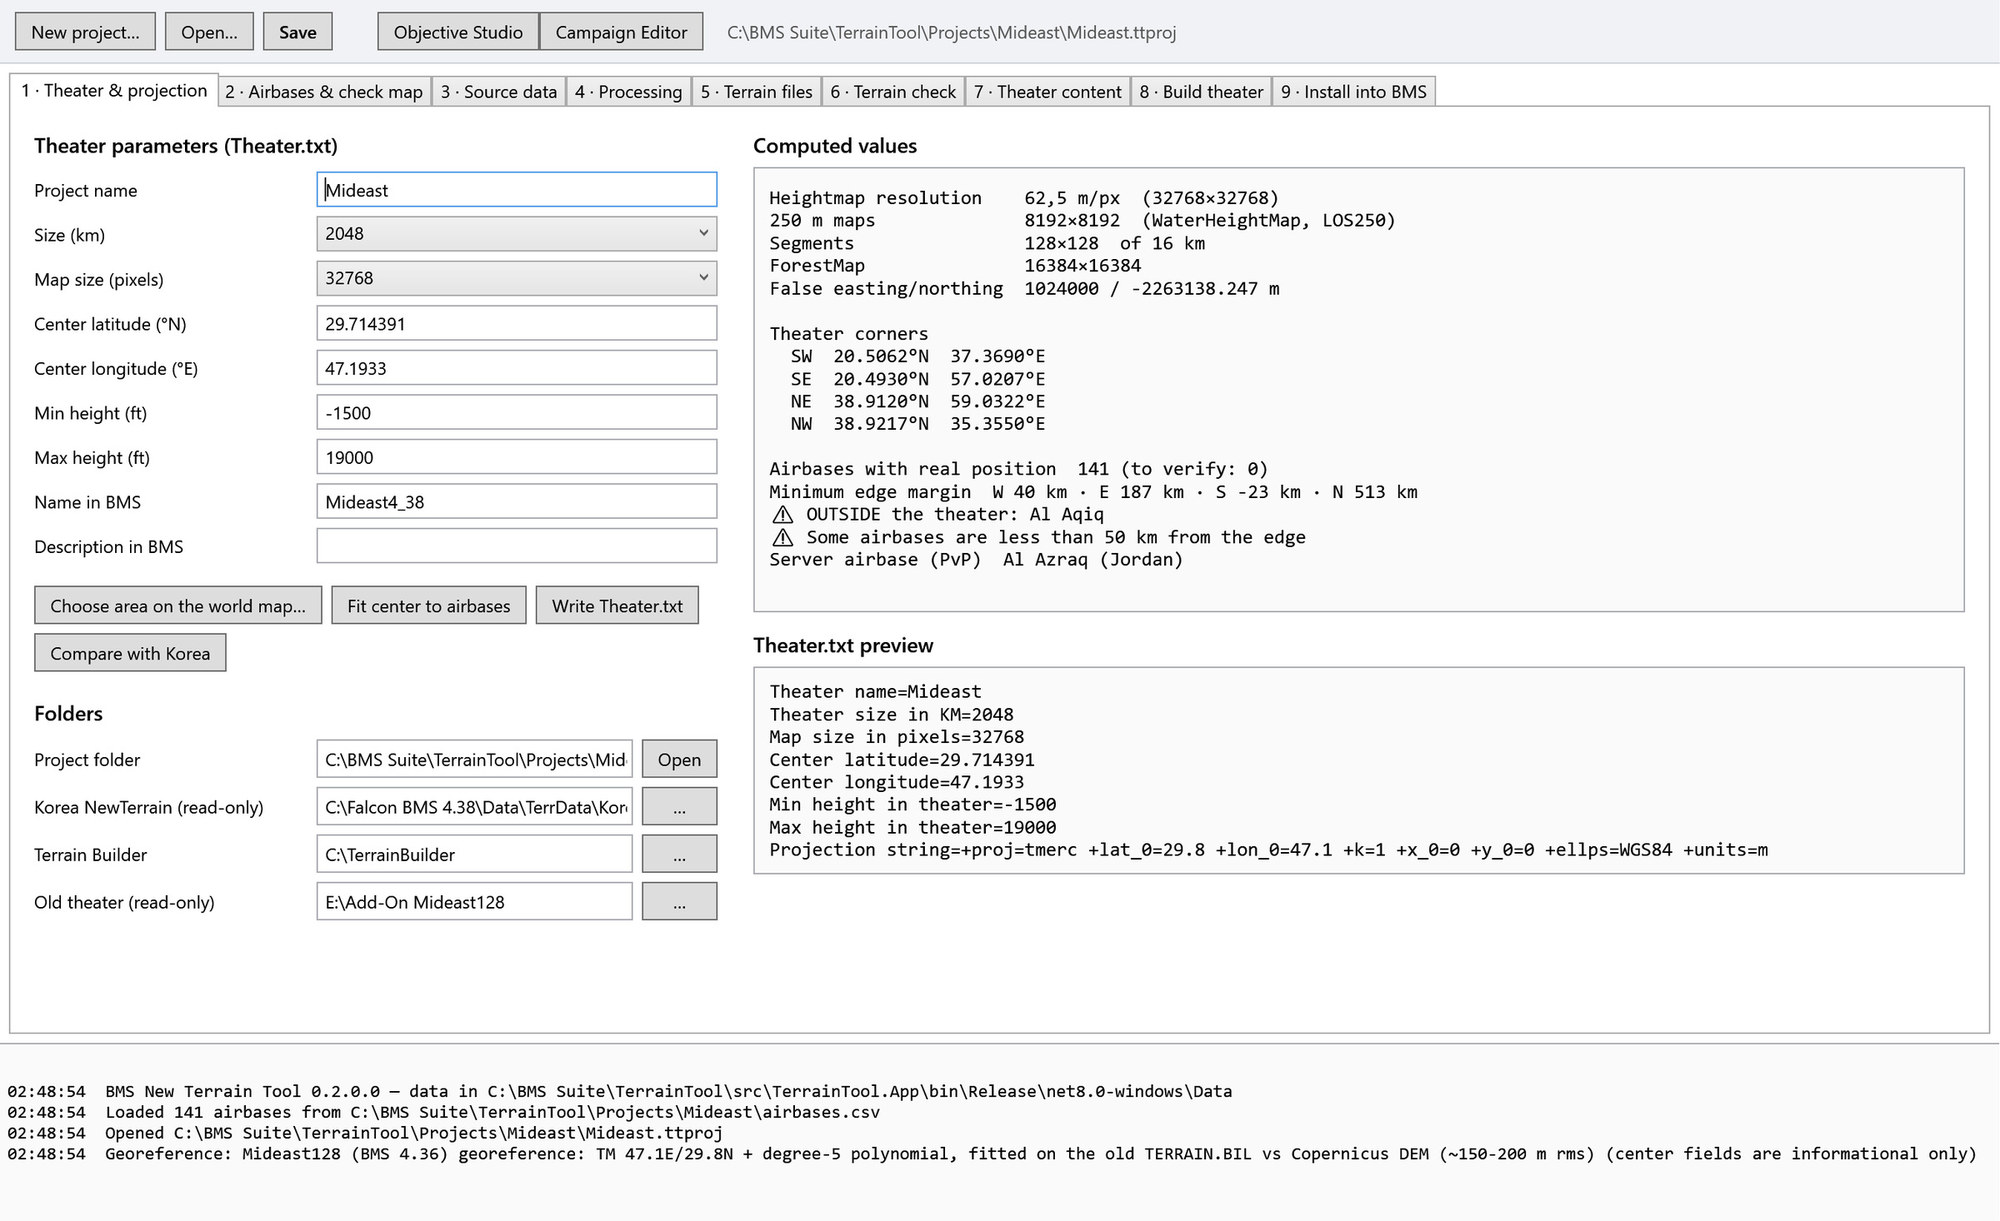 New project... Open... Save Objective Studio Campaign Editor C:\BMS Suite\TerrainTool\Projects\Mideast\Mideast.ttproj
1 · Theater & projection 2 · Airbases & check map 3 · Source data 4 · Processing 5 · Terrain files 6 · Terrain check 7 · Theater content 8 · Build theater 9 · Install into BMS
Theater parameters (Theater.txt)
Project name Mideast
Size (km) 2048
Map size (pixels) 32768
Center latitude (°N) 29.714391
Center longitude (°E) 47.1933
Min height (ft) -1500
Max height (ft) 19000
Name in BMS Mideast4_38
Description in BMS
Choose area on the world map... Fit center to airbases Write Theater.txt
Compare with Korea
Folders
Project folder C:\BMS Suite\TerrainTool\Projects\Mid Open
Korea NewTerrain (read-only) C:\Falcon BMS 4.38\Data\TerrData\Kor ...
Terrain Builder C:\TerrainBuilder ...
Old theater (read-only) E:\Add-On Mideast128 ...
Computed values
Heightmap resolution 62,5 m/px (32768×32768)
250 m maps 8192×8192 (WaterHeightMap, LOS250)
Segments 128×128 of 16 km
ForestMap 16384×16384
False easting/northing 1024000 / -2263138.247 m
Theater corners
SW 20.5062°N 37.3690°E
SE 20.4930°N 57.0207°E
NE 38.9120°N 59.0322°E
NW 38.9217°N 35.3550°E
Airbases with real position 141 (to verify: 0)
Minimum edge margin W 40 km · E 187 km · S -23 km · N 513 km
⚠ OUTSIDE the theater: Al Aqiq
⚠ Some airbases are less than 50 km from the edge
Server airbase (PvP) Al Azraq (Jordan)
Theater.txt preview
Theater name=Mideast
Theater size in KM=2048
Map size in pixels=32768
Center latitude=29.714391
Center longitude=47.1933
Min height in theater=-1500
Max height in theater=19000
Projection string=+proj=tmerc +lat_0=29.8 +lon_0=47.1 +k=1 +x_0=0 +y_0=0 +ellps=WGS84 +units=m
02:48:54 BMS New Terrain Tool 0.2.0.0 — data in C:\BMS Suite\TerrainTool\src\TerrainTool.App\bin\Release\net8.0-windows\Data
02:48:54 Loaded 141 airbases from C:\BMS Suite\TerrainTool\Projects\Mideast\airbases.csv
02:48:54 Opened C:\BMS Suite\TerrainTool\Projects\Mideast\Mideast.ttproj
02:48:54 Georeference: Mideast128 (BMS 4.36) georeference: TM 47.1E/29.8N + degree-5 polynomial, fitted on the old TERRAIN.BIL vs Copernicus DEM (~150-200 m rms) (center fields are informational only)